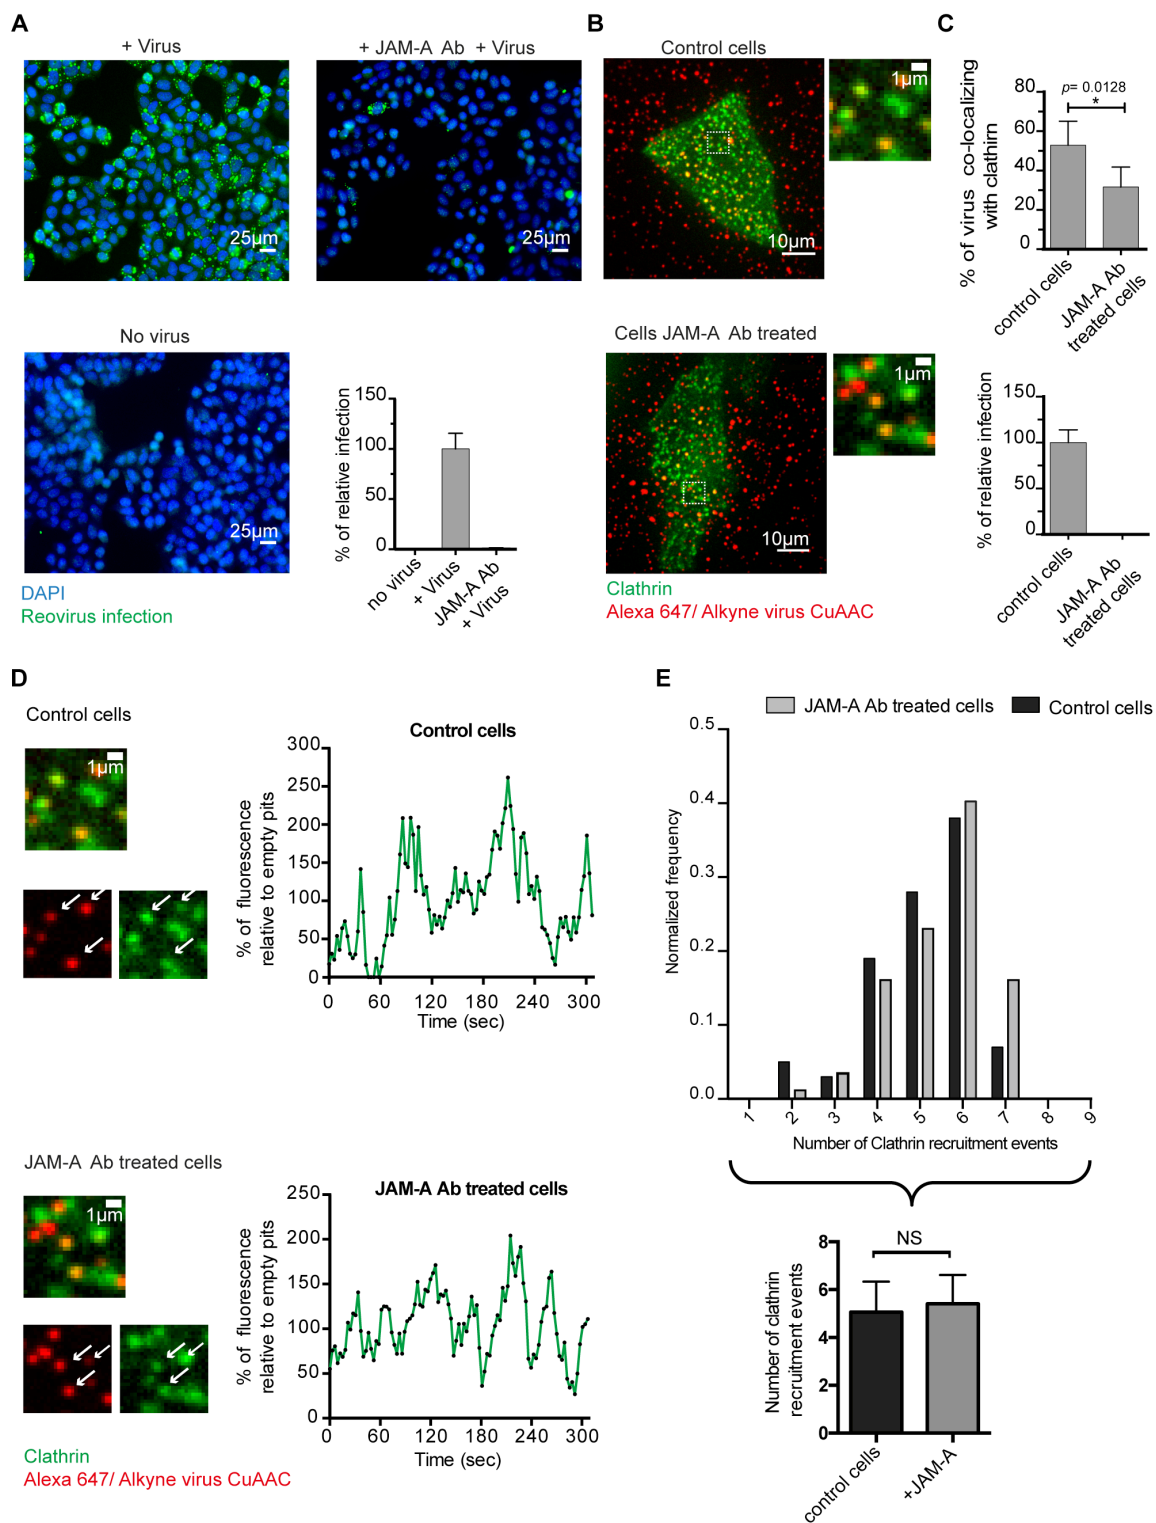 A
+ Virus
+ JAM-A Ab + Virus
25µm
25µm
No virus
25µm
DAPI
Reovirus infection
% of relative infection
150
100
50
0
no virus
+ Virus
JAM-A Ab
+ Virus
B
Control cells
1µm
10µm
Cells JAM-A Ab treated
1µm
10µm
Clathrin
Alexa 647/ Alkyne virus CuAAC
C
% of virus co-localizing
with clathirn
80
60
40
20
0
p= 0.0128
*
control cells
JAM-A Ab
treated cells
% of relative infection
150
100
50
0
control cells
JAM-A Ab
treated cells
D
Control cells
1µm
Control cells
% of fluorescence
relative to empty pits
300
250
200
150
100
50
0
0 60 120 180 240 300
Time (sec)
JAM-A Ab treated cells
1µm
JAM-A Ab treated cells
% of fluorescence
relative to empty pits
250
200
150
100
50
0
0 60 120 180 240 300
Time (sec)
Clathrin
Alexa 647/ Alkyne virus CuAAC
E
JAM-A Ab treated cells
Control cells
Normalized frequency
0.5
0.4
0.3
0.2
0.1
0.0
1 2 3 4 5 6 7 8 9
Number of Clathrin recruitment events
Number of clathrin
recruitment events
8
6
4
2
0
NS
control cells
+JAM-A